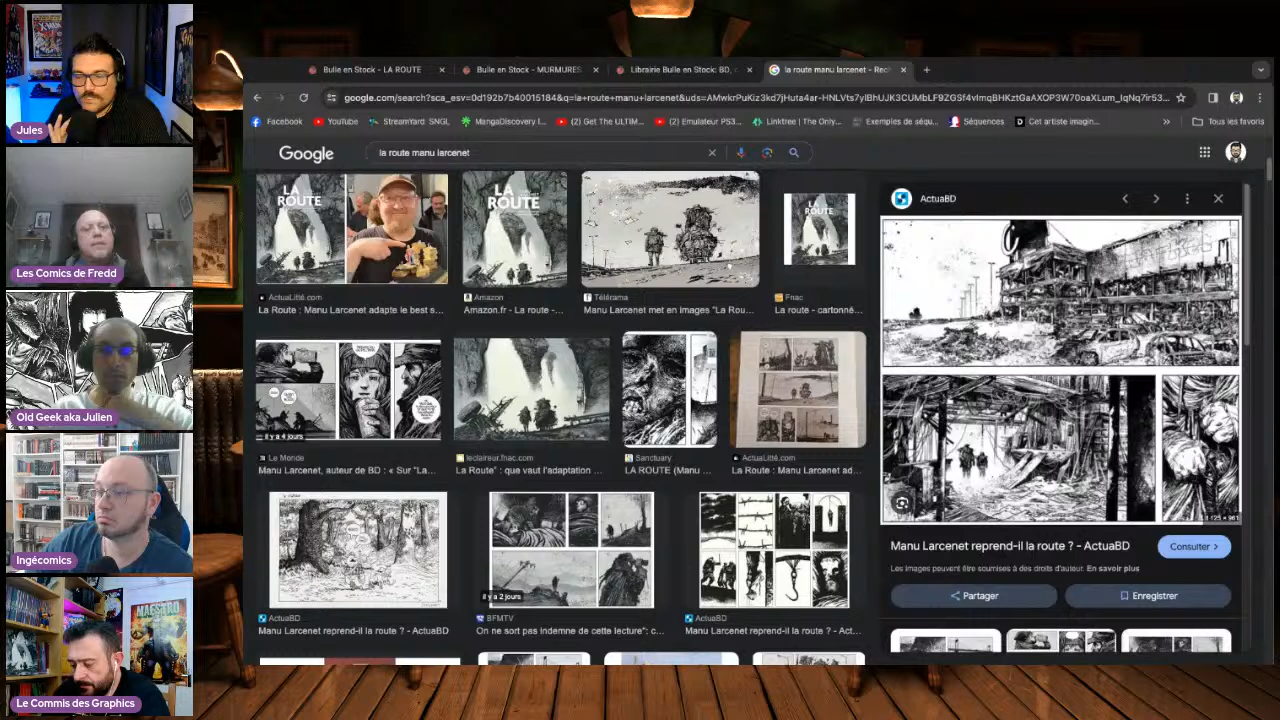 Jules
Les Comics de Fredd
Old Geek aka Julien
Ingécomics
MAESTRO
Le Commis des Graphics
Bulle en Stock - LA ROUTE
Bulle en Stock - MURMURES
Librairie Bulle en Stock: BD, c
la route manu larcenet - Rech
Facebook
YouTube
StreamYard SNGL
MangaDiscovery I...
(2) Get The ULTIM...
(2) Emulateur PS3...
Linktree | The Only...
Exemples de séqu...
Séquences
Cet artiste imagin...
Tous les favoris
Google
la route manu larcenet
LA ROUTE
LA ROUTE
LA ROUTE
ActuaLitté.com
La Route : Manu Larcenet adapte le best s...
Amazon
Amazon.fr - La route -...
Télérama
Manu Larcenet met en images "La Rou...
Fnac
La route - cartonné...
il y a 4 jours
Le Monde
Manu Larcenet, auteur de BD : « Sur "La...
leclaireur.fnac.com
La Route" : que vaut l'adaptation ...
Sanctuary
LA ROUTE (Manu ...
ActuaLitté.com
La Route : Manu Larcenet ad...
ActuaBD
Manu Larcenet reprend-il la route ? - ActuaBD
il y a 2 jours
BFMTV
On ne sort pas indemne de cette lecture": c...
ActuaBD
Manu Larcenet reprend-il la route ? - Act...
ActuaBD
1 125 × 961
Manu Larcenet reprend-il la route ? - ActuaBD
Consulter
Les images peuvent être soumises à des droits d'auteur. En savoir plus
Partager
Enregistrer